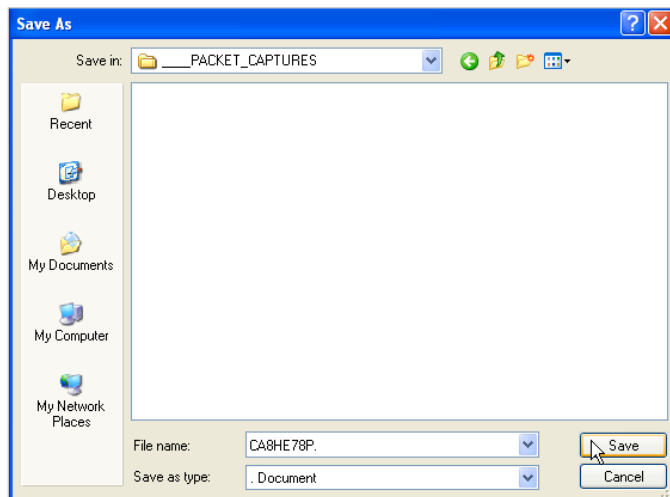 Save As
Save in: ____PACKET_CAPTURES
Recent
Desktop
My Documents
My Computer
My Network
Places
File name: CA8HE78P. Save
Save as type: . Document Cancel